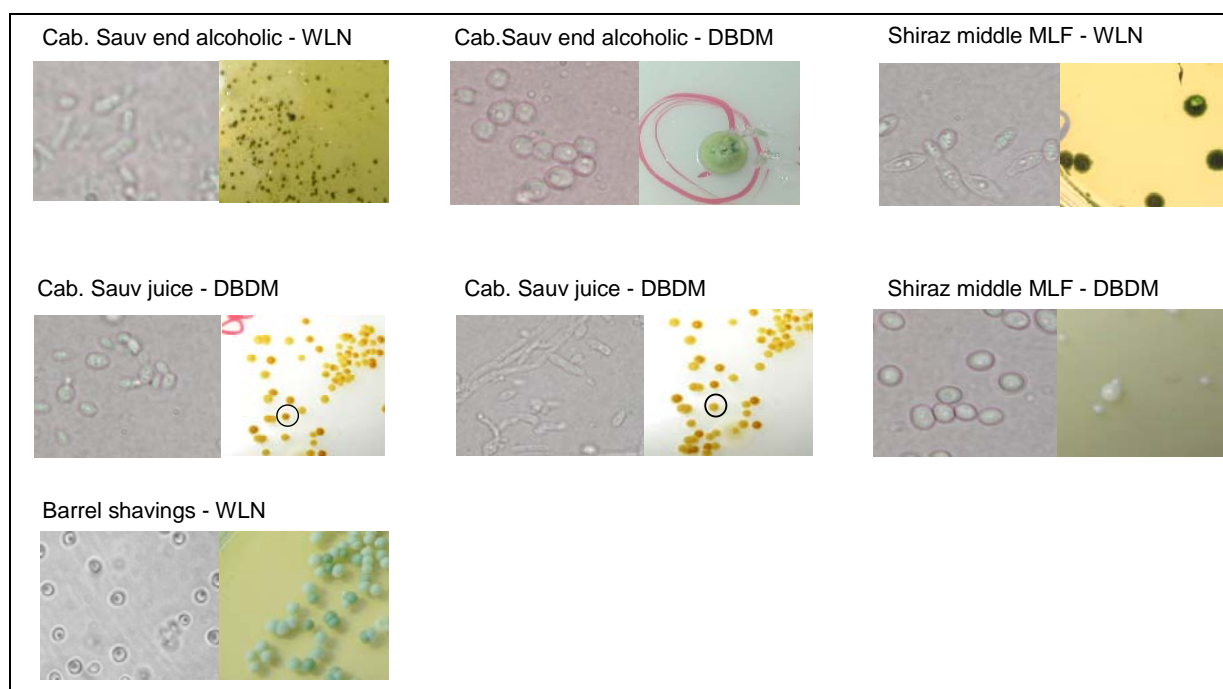 Cab. Sauv end alcoholic - WLN
Cab.Sauv end alcoholic - DBDM
Shiraz middle MLF - WLN
Cab. Sauv juice - DBDM
Cab. Sauv juice - DBDM
Shiraz middle MLF - DBDM
Barrel shavings - WLN